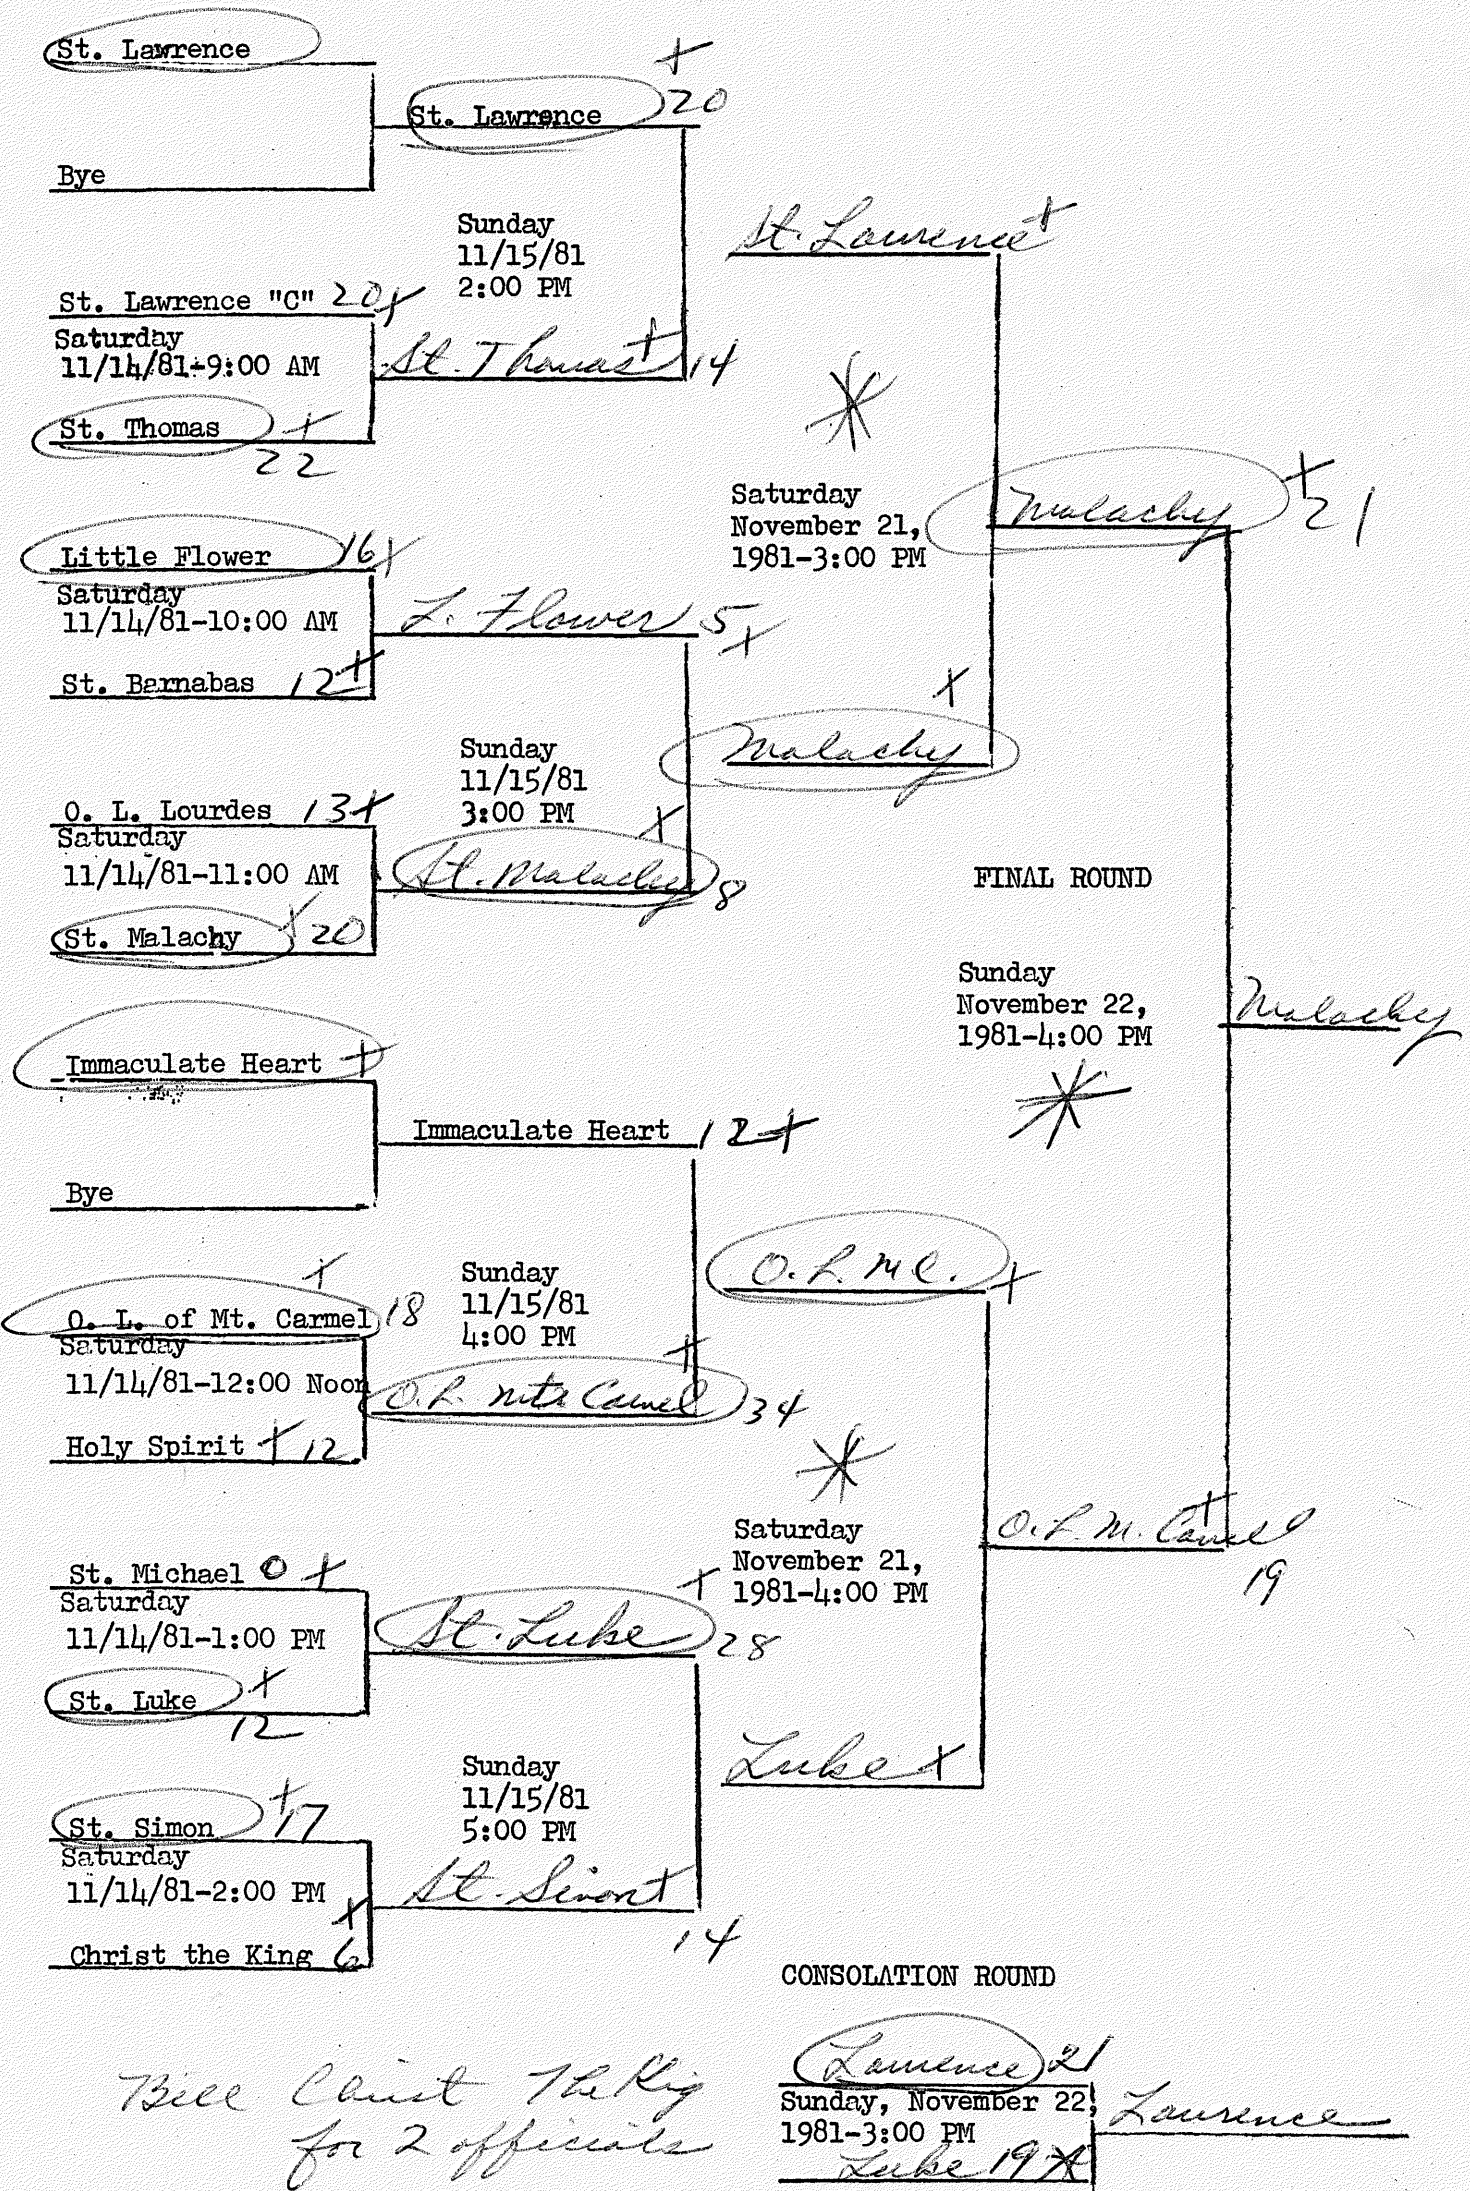 St. Lawrence
St. Lawrence 20
Bye
Sunday
11/15/81
2:00 PM
St. Lawrence
St. Lawrence "C" 20
Saturday
11/14/81-9:00 AM
St. Thomas 14
St. Thomas
22
Saturday
November 21,
1981-3:00 PM
Malachy 21
Little Flower 16
Saturday
11/14/81-10:00 AM
L. Flower 5
St. Barnabas 12
Sunday
11/15/81
3:00 PM
Malachy
O. L. Lourdes 13
Saturday
11/14/81-11:00 AM
St. Malachy 8
St. Malachy 20
FINAL ROUND
Sunday
November 22,
1981-4:00 PM
Malachy
Immaculate Heart
Immaculate Heart 12
Bye
Sunday
11/15/81
4:00 PM
O. L. M C.
O. L. of Mt. Carmel 18
Saturday
11/14/81-12:00 Noon
O. L. Carmel 34
Holy Spirit 12
Saturday
November 21,
1981-4:00 PM
O. L. M. Carmel
19
St. Michael 0
Saturday
11/14/81-1:00 PM
St. Luke 28
St. Luke
12
Sunday
11/15/81
5:00 PM
Luke
St. Simon 17
Saturday
11/14/81-2:00 PM
St. Simon
14
Christ the King 6
CONSOLATION ROUND
Lawrence 21
Sunday, November 22,
1981-3:00 PM
Lawrence
Luke 19
Bill Christ The King
for 2 officials